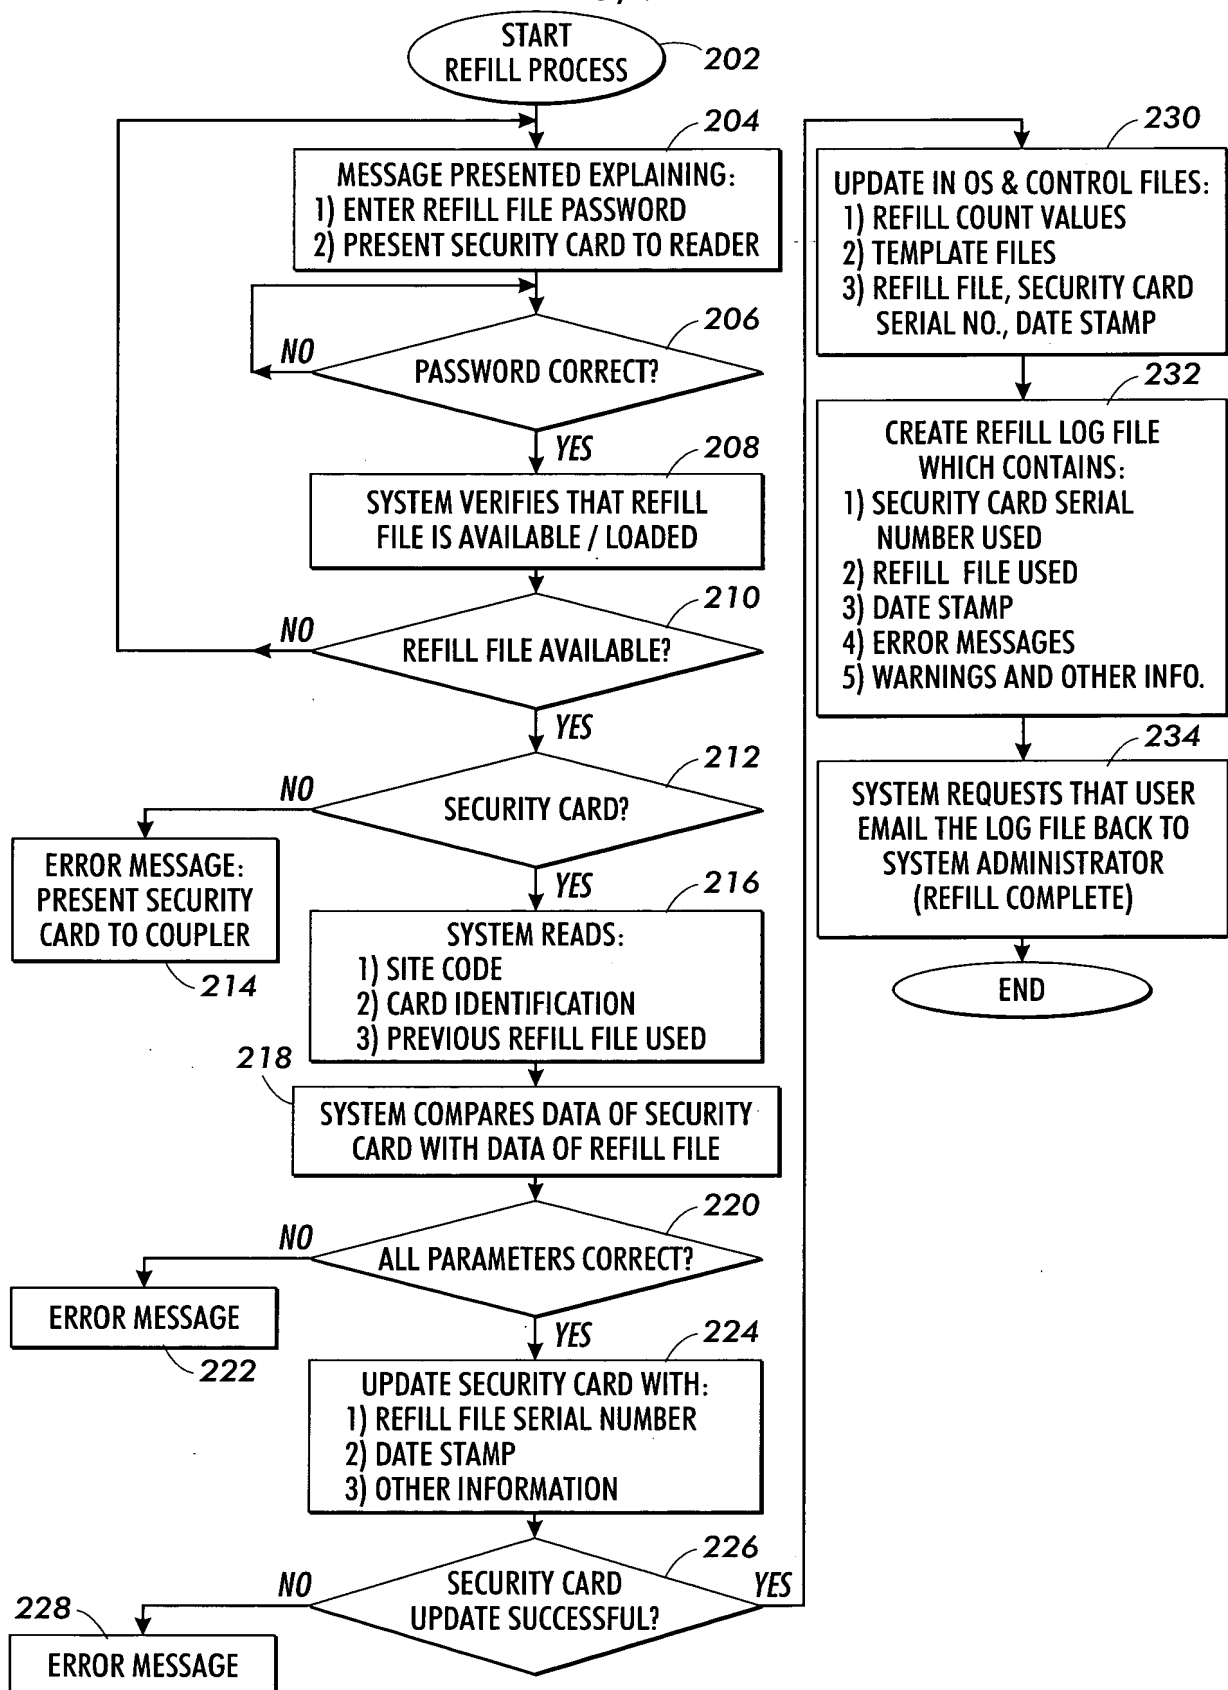 START
REFILL PROCESS
202
204
MESSAGE PRESENTED EXPLAINING:
1) ENTER REFILL FILE PASSWORD
2) PRESENT SECURITY CARD TO READER
206
NO
PASSWORD CORRECT?
YES
208
SYSTEM VERIFIES THAT REFILL
FILE IS AVAILABLE / LOADED
210
NO
REFILL FILE AVAILABLE?
YES
212
NO
SECURITY CARD?
ERROR MESSAGE:
PRESENT SECURITY
CARD TO COUPLER
214
YES
216
SYSTEM READS:
1) SITE CODE
2) CARD IDENTIFICATION
3) PREVIOUS REFILL FILE USED
218
SYSTEM COMPARES DATA OF SECURITY
CARD WITH DATA OF REFILL FILE
220
NO
ALL PARAMETERS CORRECT?
ERROR MESSAGE
222
YES
224
UPDATE SECURITY CARD WITH:
1) REFILL FILE SERIAL NUMBER
2) DATE STAMP
3) OTHER INFORMATION
226
NO
SECURITY CARD
UPDATE SUCCESSFUL?
YES
228
ERROR MESSAGE
230
UPDATE IN OS & CONTROL FILES:
1) REFILL COUNT VALUES
2) TEMPLATE FILES
3) REFILL FILE, SECURITY CARD
SERIAL NO., DATE STAMP
232
CREATE REFILL LOG FILE
WHICH CONTAINS:
1) SECURITY CARD SERIAL
NUMBER USED
2) REFILL FILE USED
3) DATE STAMP
4) ERROR MESSAGES
5) WARNINGS AND OTHER INFO.
234
SYSTEM REQUESTS THAT USER
EMAIL THE LOG FILE BACK TO
SYSTEM ADMINISTRATOR
(REFILL COMPLETE)
END